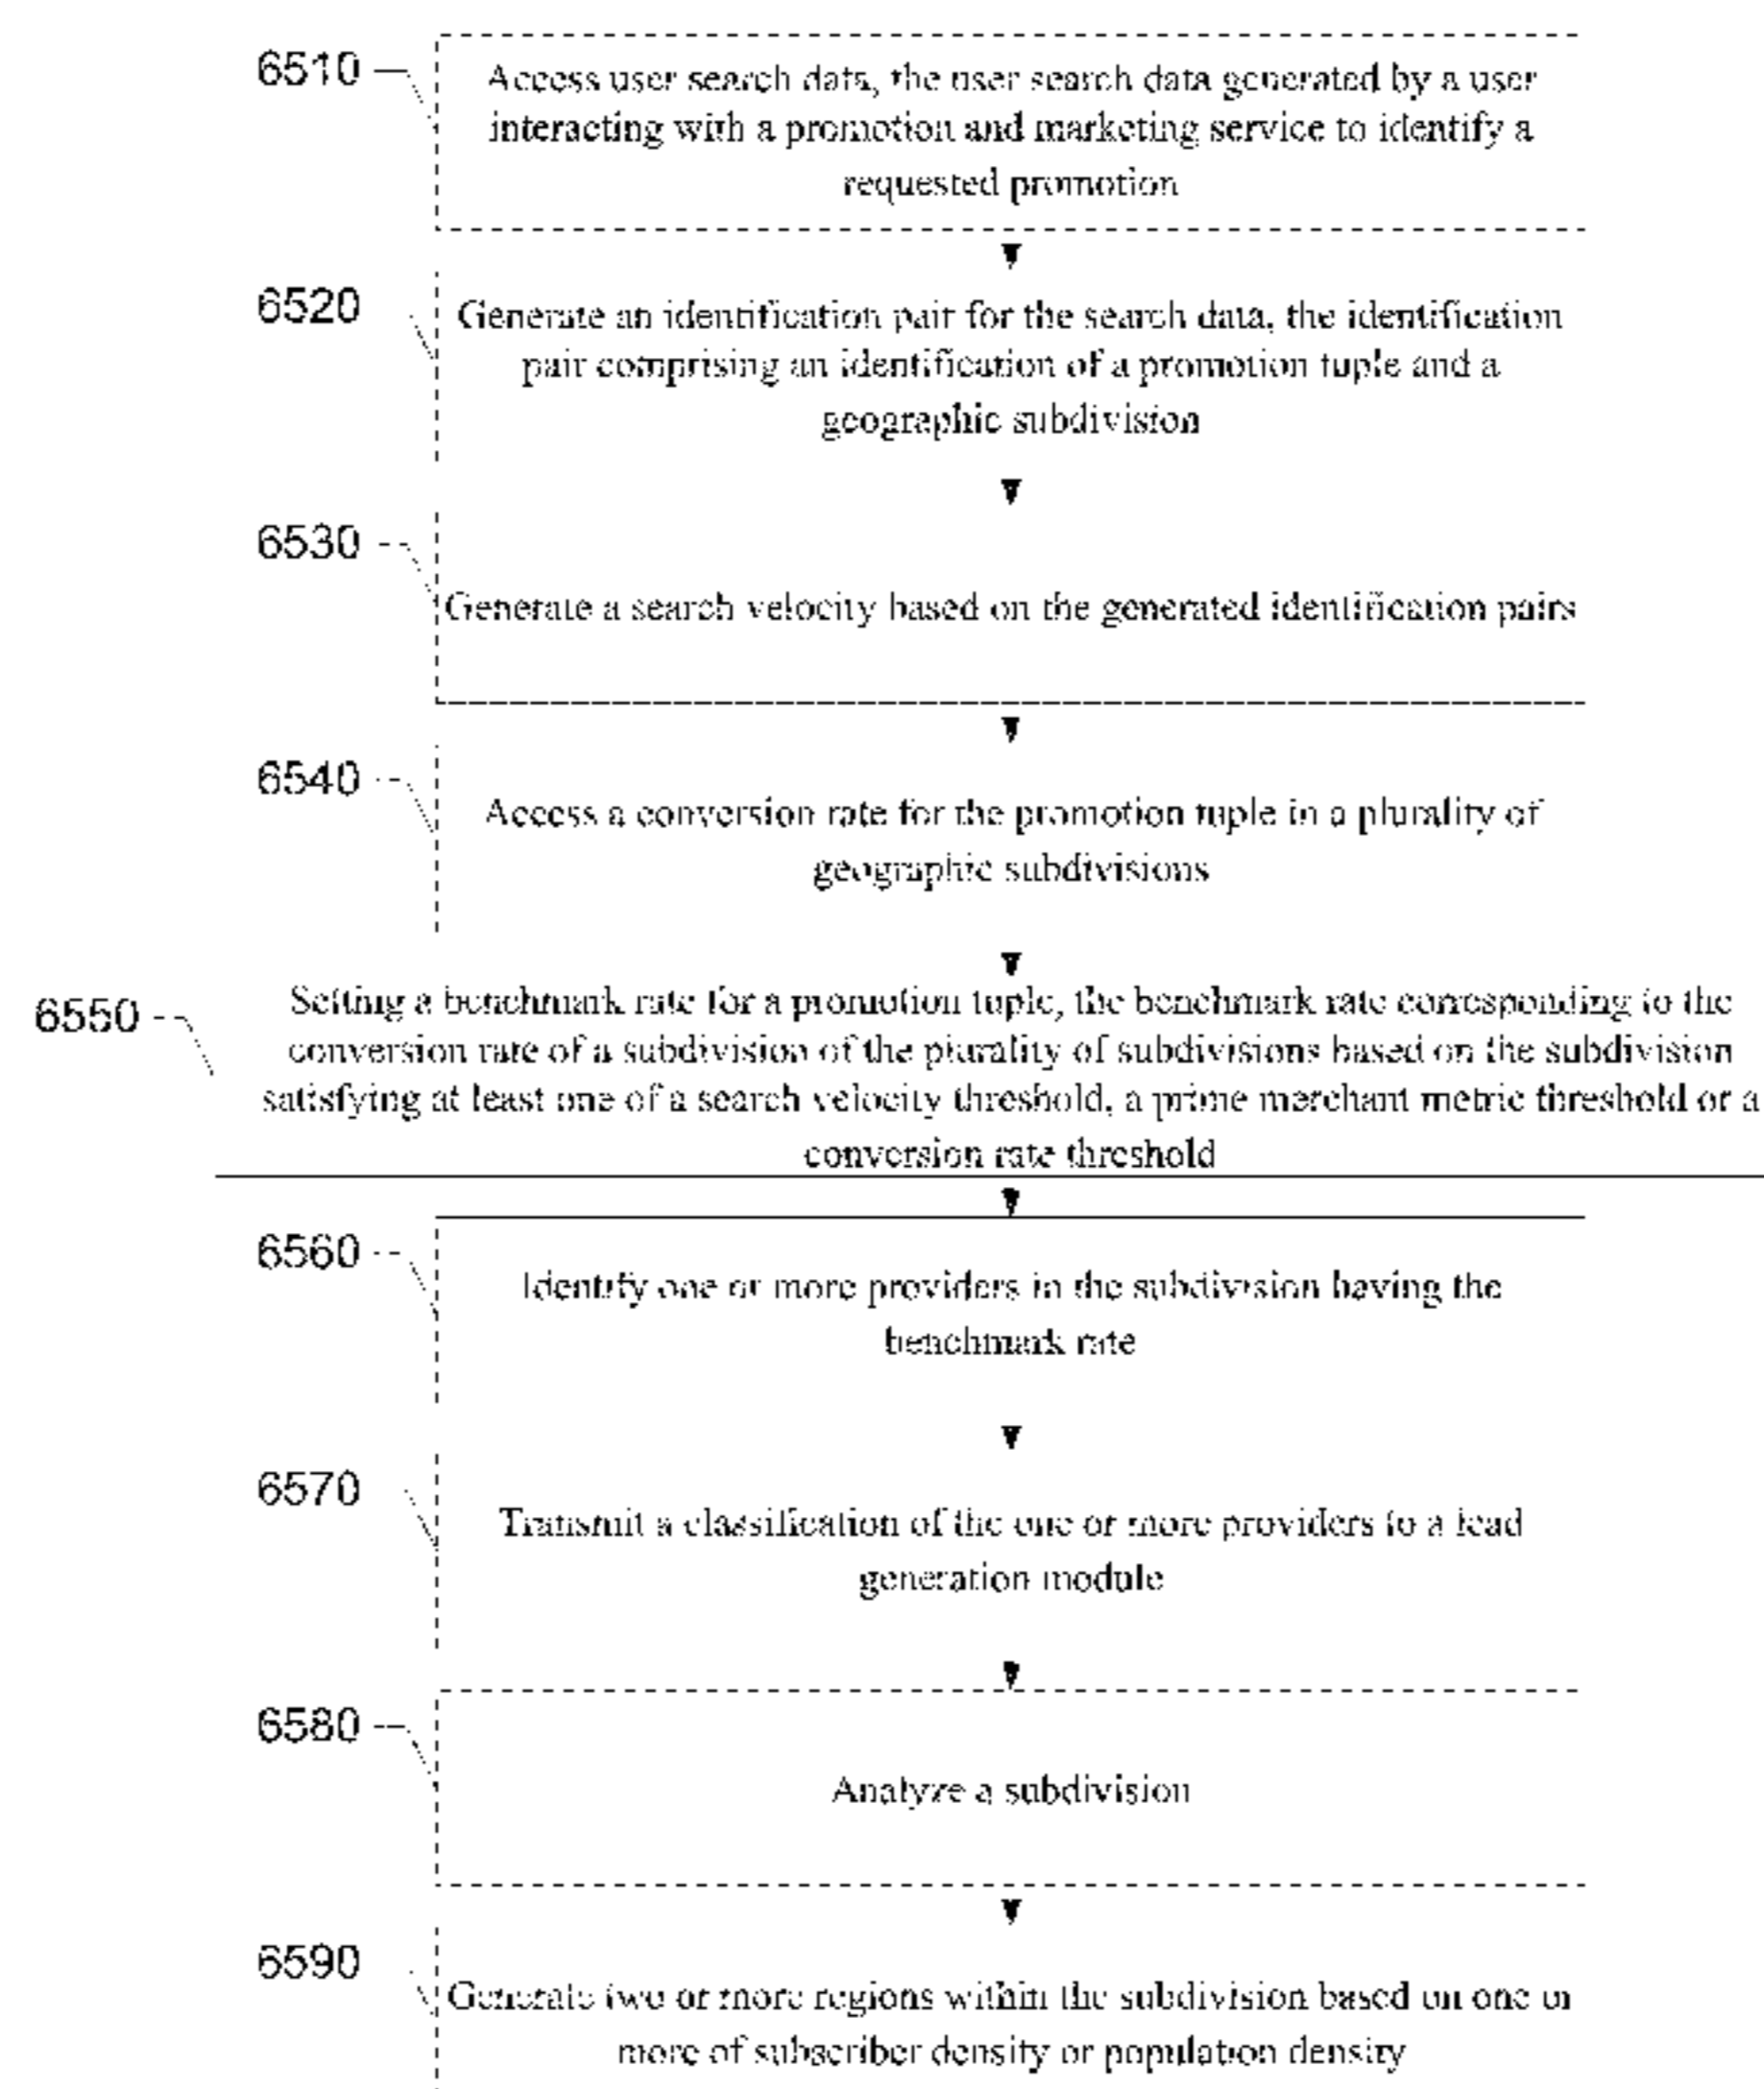 6510
Access user search data, the user search data generated by a user
interacting with a promotion and marketing service to identify a
requested promotion
6520
Generate an identification pair for the search data, the identification
pair comprising an identification of a promotion tuple and a
geographic subdivision
6530
Generate a search velocity based on the generated identification pairs
6540
Access a conversion rate for the promotion tuple in a plurality of
geographic subdivisions
6550
Setting a benchmark rate for a promotion tuple, the benchmark rate corresponding to the
conversion rate of a subdivision of the plurality of subdivisions based on the subdivision
satisfying at least one of a search velocity threshold, a prime merchant metric threshold or a
conversion rate threshold
6560
Identify one or more providers in the subdivision having the
benchmark rate
6570
Transmit a classification of the one or more providers to a lead
generation module
6580
Analyze a subdivision
6590
Generate two or more regions within the subdivision based on one or
more of subscriber density or population density